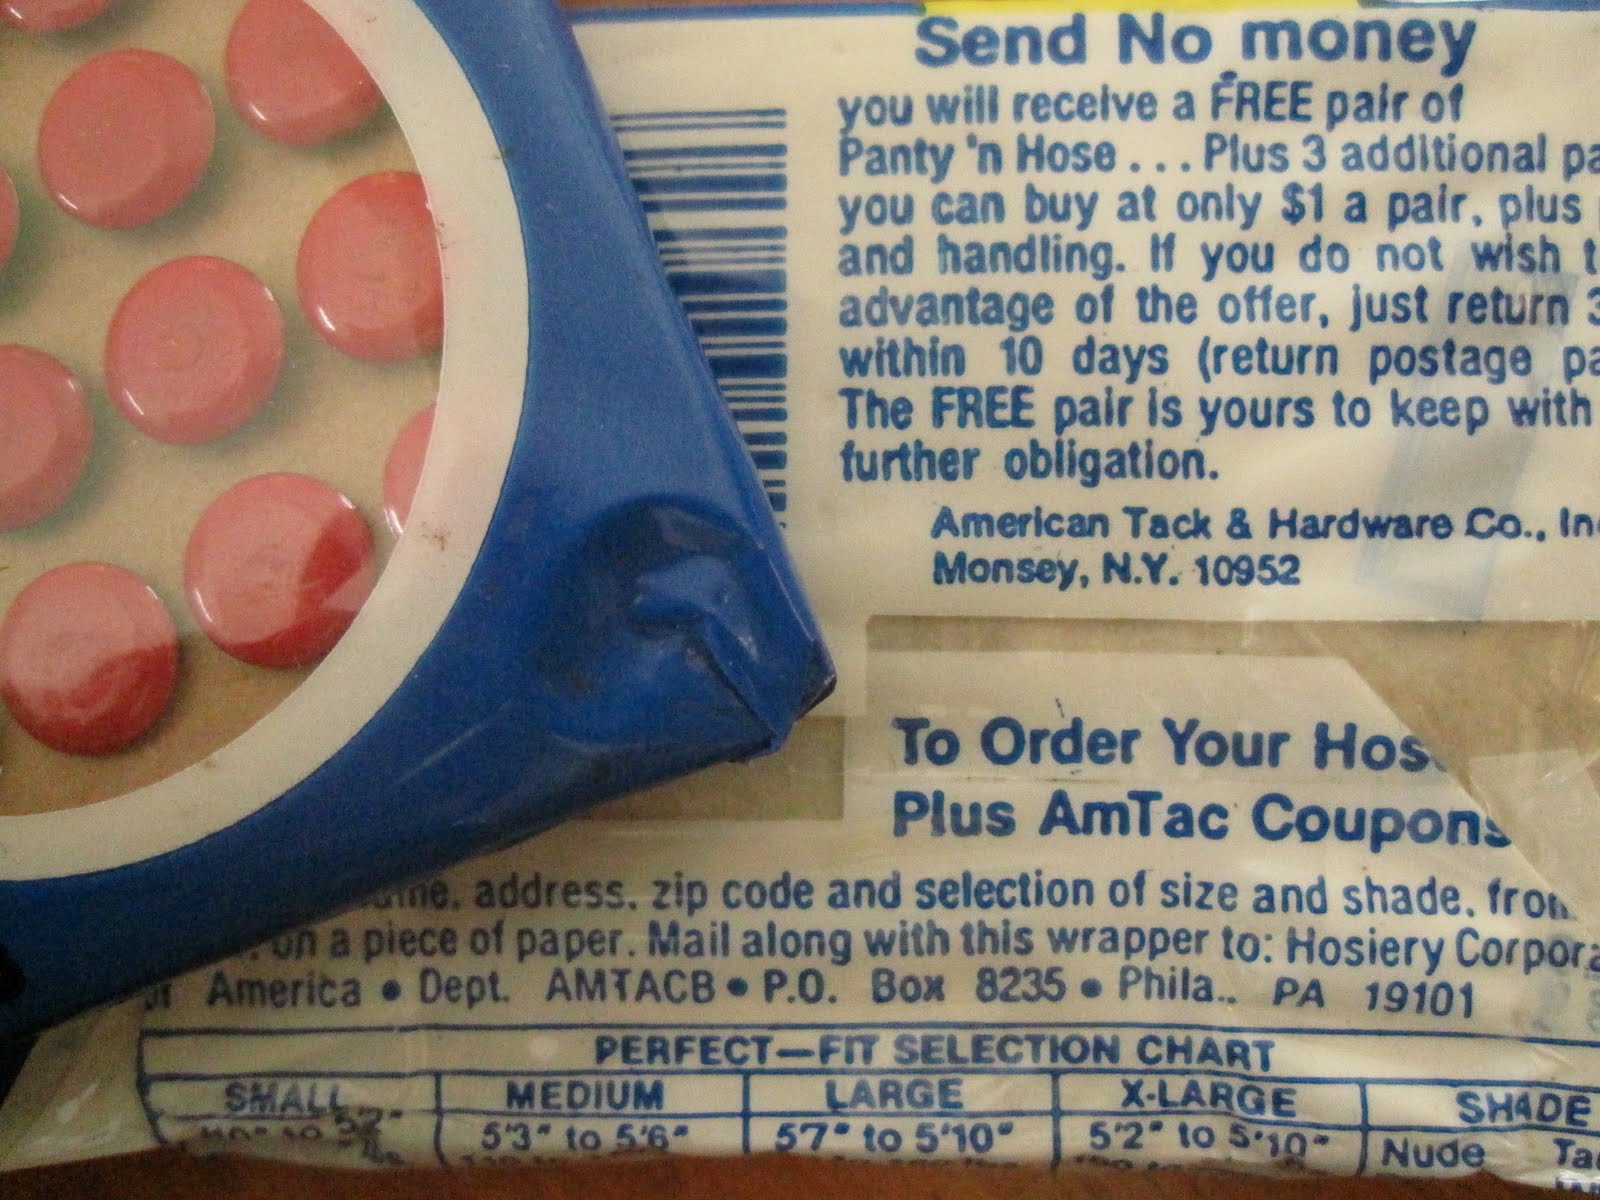 Send No money
you will receive a FREE pair of
Panty 'n Hose . . . Plus 3 additional
you can buy at only $1 a pair, plus
and handling. If you do not wish
advantage of the offer, just return 3
within 10 days (return postage
The FREE pair is yours to keep with
further obligation.
American Tack & Hardware Co., Inc
Monsey, N.Y. 10952
To Order Your
Plus AmTac Coupons
address, zip code and selection of size and shade, from
on a piece of paper. Mail along with this wrapper to: Hosiery
of America • Dept. AMTACB • P.O. Box 8235 • Phila., PA 19101
PERFECT—FIT SELECTION CHART
SMALL MEDIUM LARGE X-LARGE SHADE
5'3" to 5'6" 5'7" to 5'10" 5'2" to 5'10" Nude